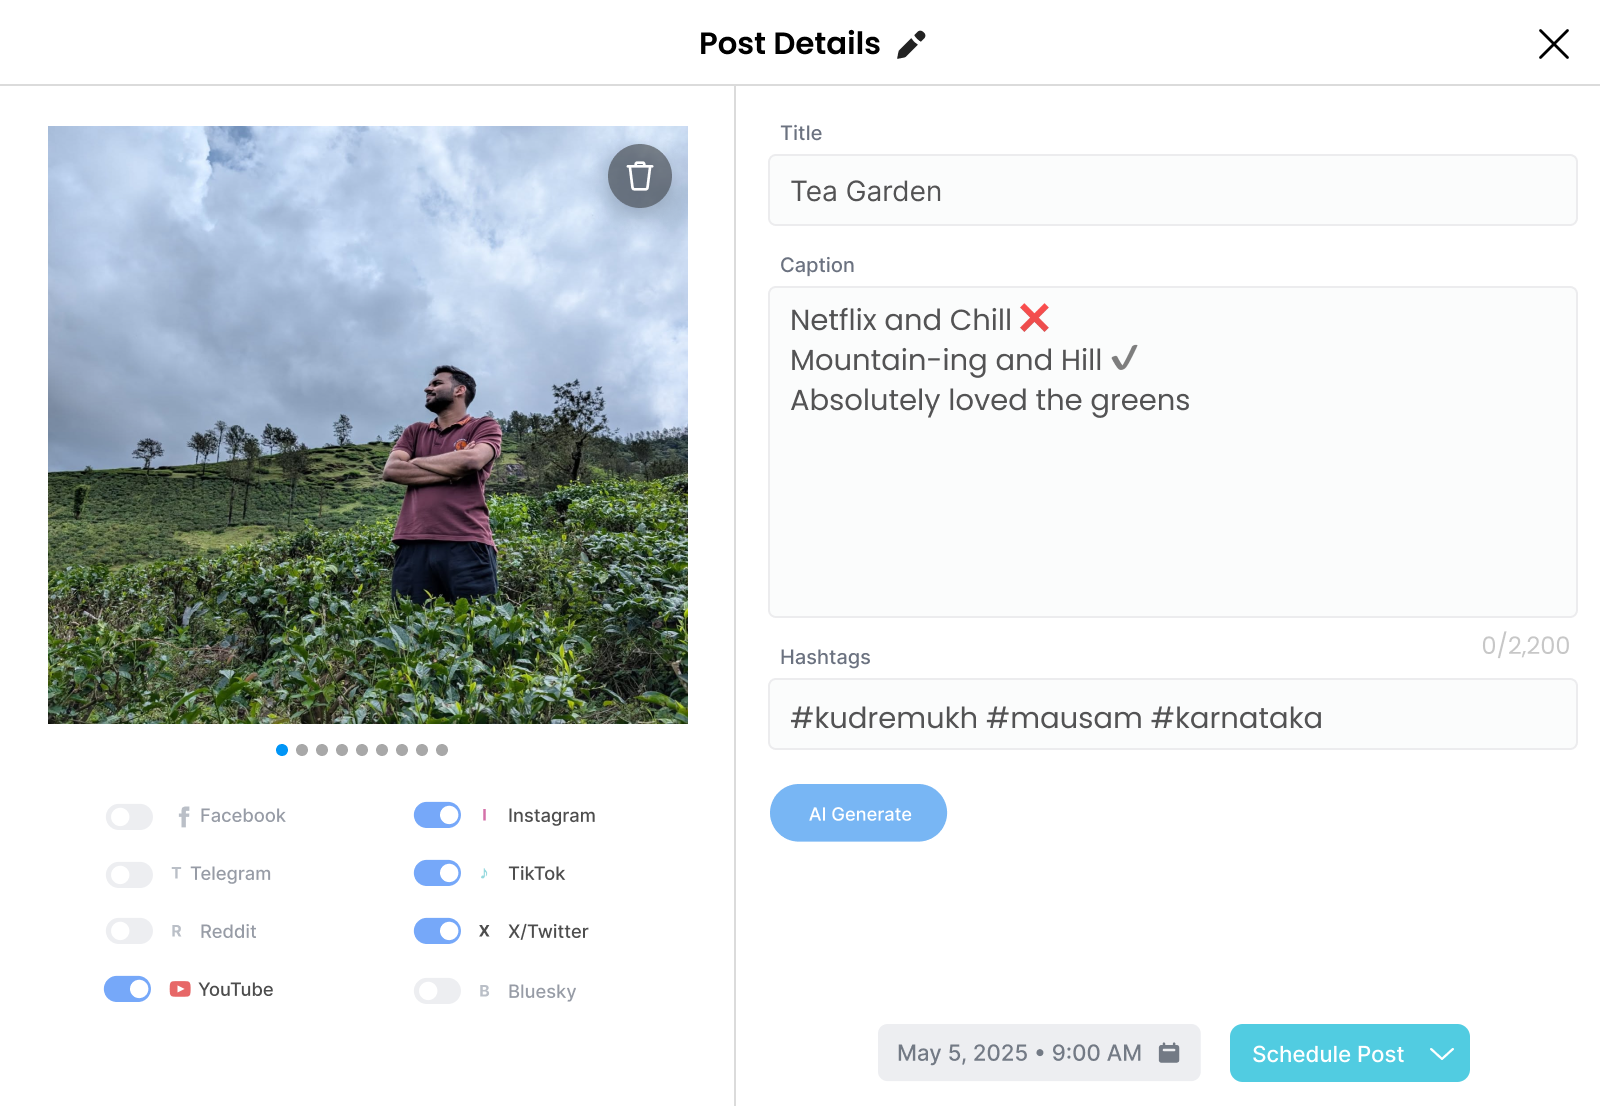 Post Details
Title
Tea Garden
Caption
Netflix and Chill ❌
Mountain-ing and Hill ✔
Absolutely loved the greens
0/2,200
Hashtags
#kudremukh #mausam #karnataka
AI Generate
Facebook
I Instagram
T Telegram
♪ TikTok
R Reddit
X X/Twitter
YouTube
B Bluesky
May 5, 2025 • 9:00 AM
Schedule Post